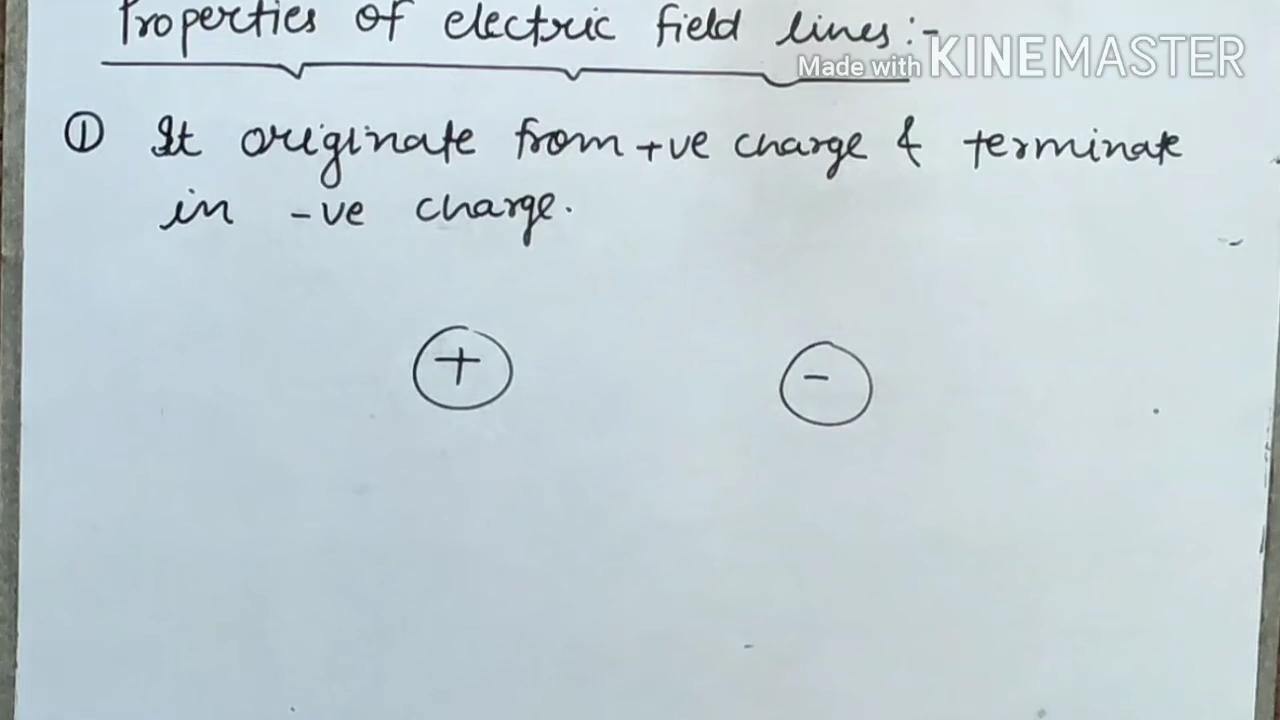 Properties of electric field lines :-
Made with KINEMASTER
① It originate from +ve charge & terminate
in -ve charge.
+
-